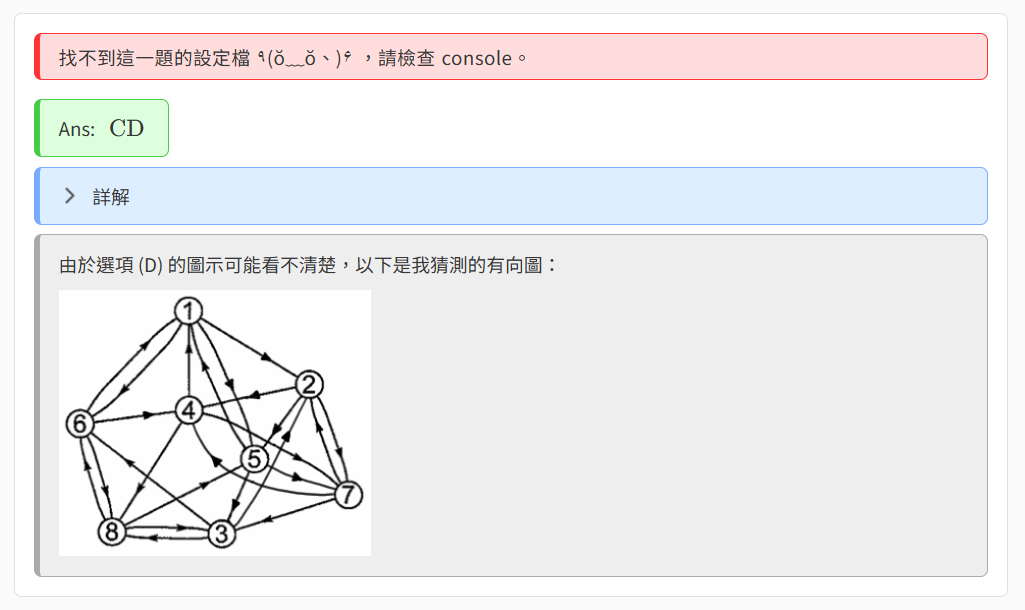 找不到這一題的設定檔 ٩(ŏ﹏ŏ、)۶ ，請檢查 console。
Ans: CD
詳解
由於選項 (D) 的圖示可能看不清楚，以下是我猜測的有向圖：
1
2
4
6
5
7
8
3